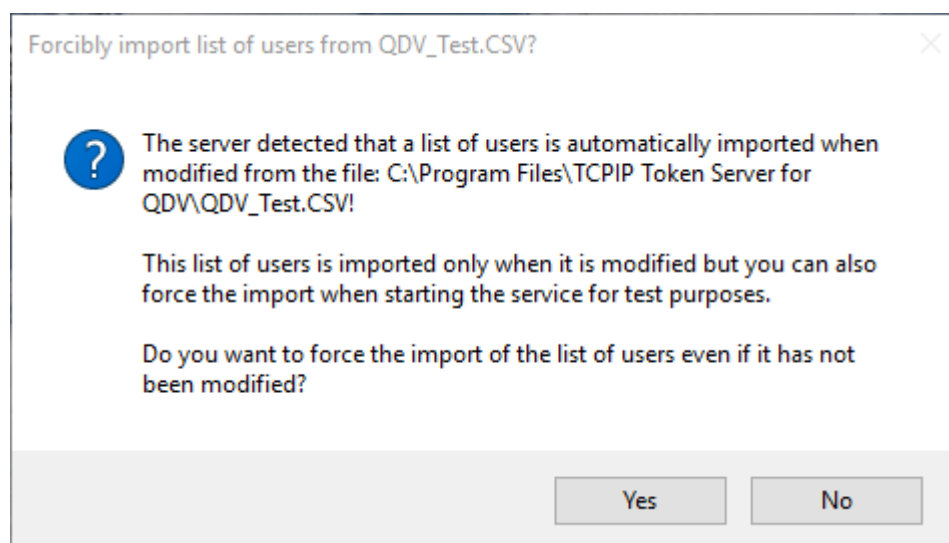 Forcibly import list of users from QDV_Test.CSV?
The server detected that a list of users is automatically imported when
modified from the file: C:\Program Files\TCPIP Token Server for
QDV\QDV_Test.CSV!
This list of users is imported only when it is modified but you can also
force the import when starting the service for test purposes.
Do you want to force the import of the list of users even if it has not
been modified?
Yes
No